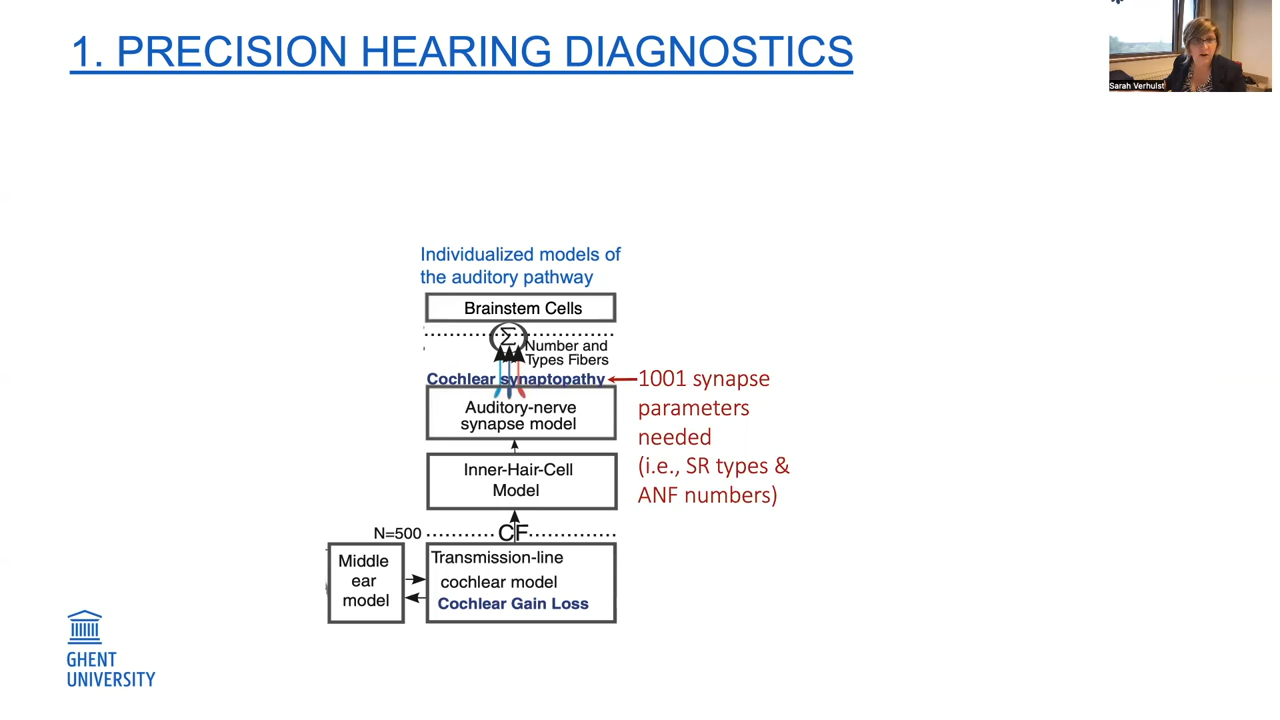 1. PRECISION HEARING DIAGNOSTICS
Sarah Verhulst
Individualized models of
the auditory pathway
Brainstem Cells
Σ
Number and
Types Fibers
Cochlear synaptopathy
1001 synapse
parameters
needed
(i.e., SR types &
ANF numbers)
Auditory-nerve
synapse model
Inner-Hair-Cell
Model
N=500
CF
Middle
ear
model
Transmission-line
cochlear model
Cochlear Gain Loss
GHENT
UNIVERSITY